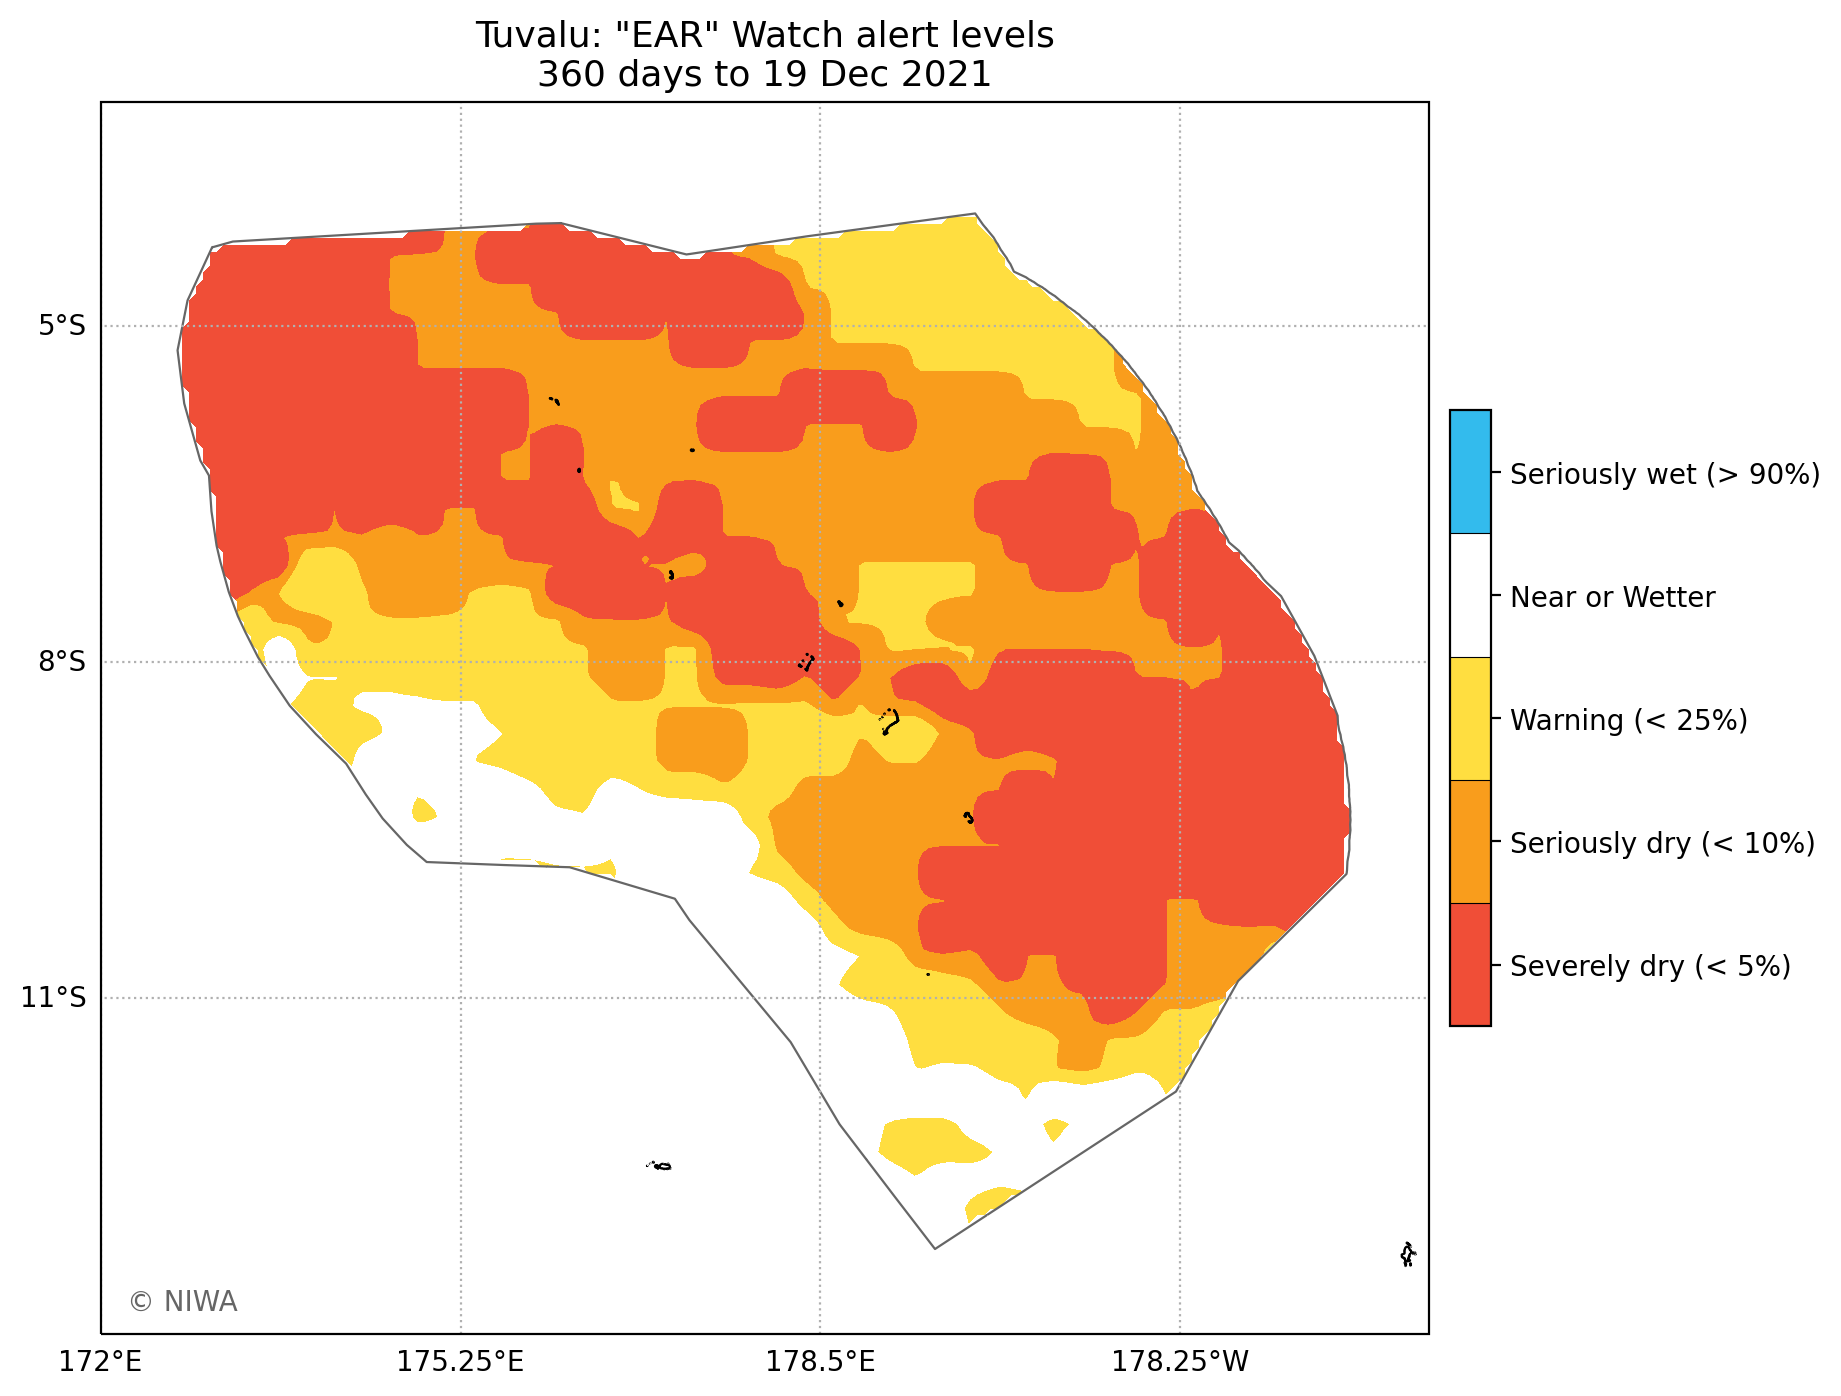 Tuvalu: "EAR" Watch alert levels
360 days to 19 Dec 2021
5°S
8°S
11°S
172°E
175.25°E
178.5°E
178.25°W
Seriously wet (> 90%)
Near or Wetter
Warning (< 25%)
Seriously dry (< 10%)
Severely dry (< 5%)
© NIWA